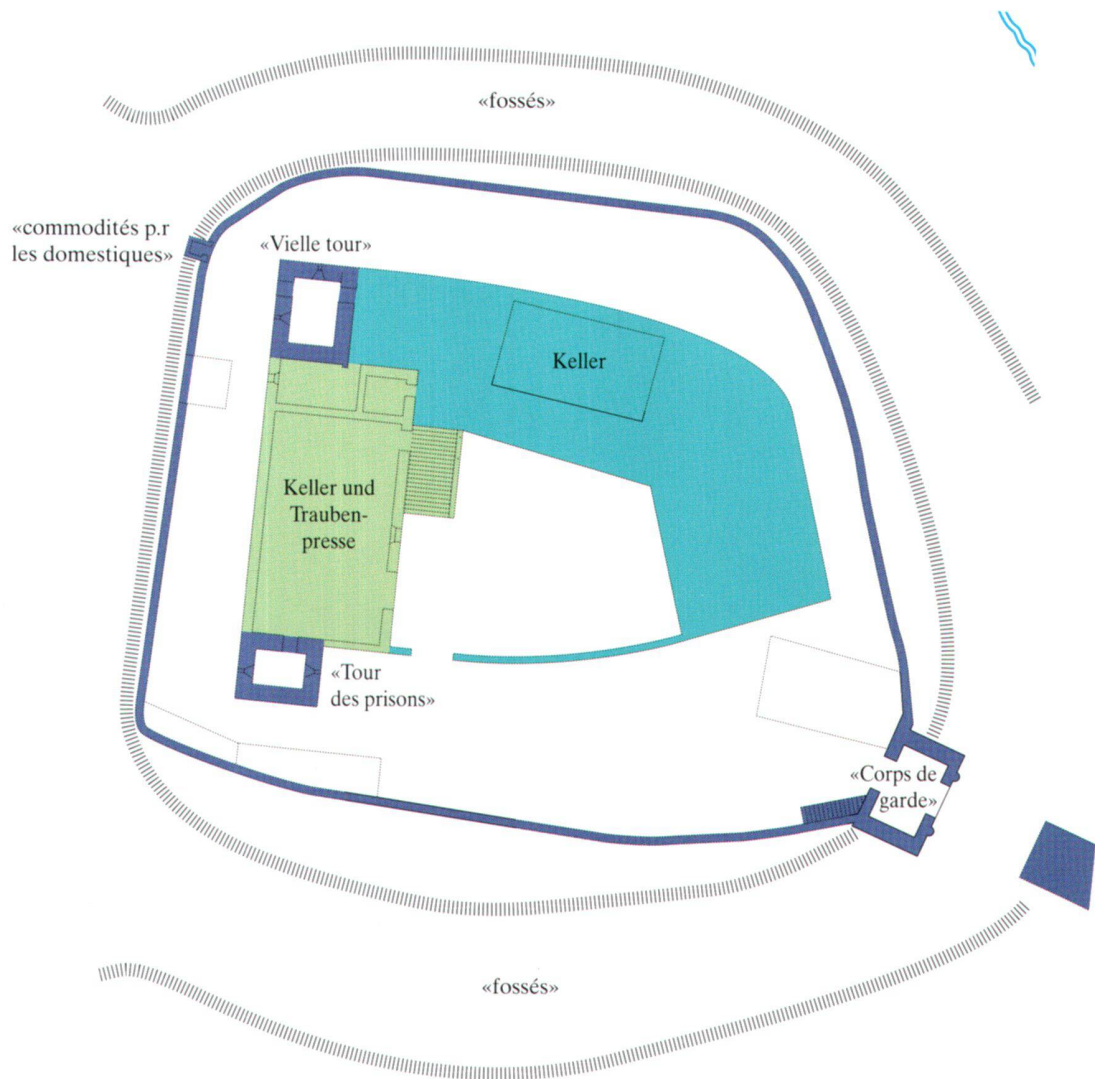 «fossés»
«commodités p.r
les domestiques»
«Vielle tour»
Keller
Keller und
Trauben-
presse
«Tour
des prisons»
«Corps de
garde»
«fossés»